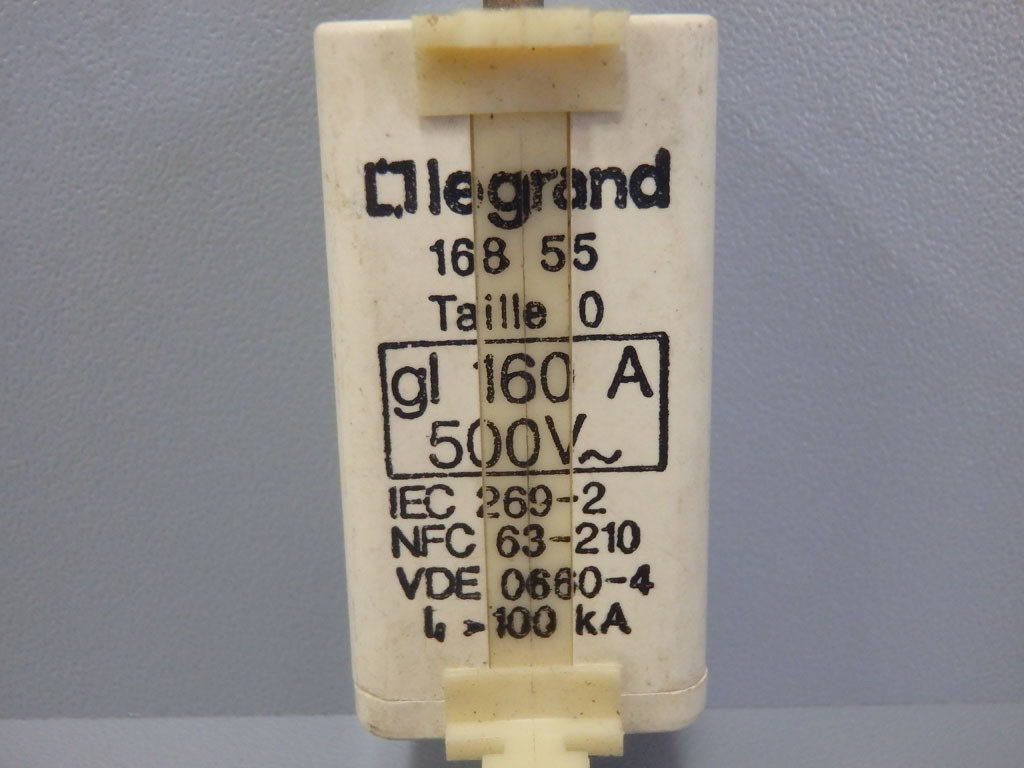 legrand
168 55
Taille 0
gI 160 A
500V~
IEC 269-2
NFC 63-210
VDE 0660-4
I₁ > 100 kA